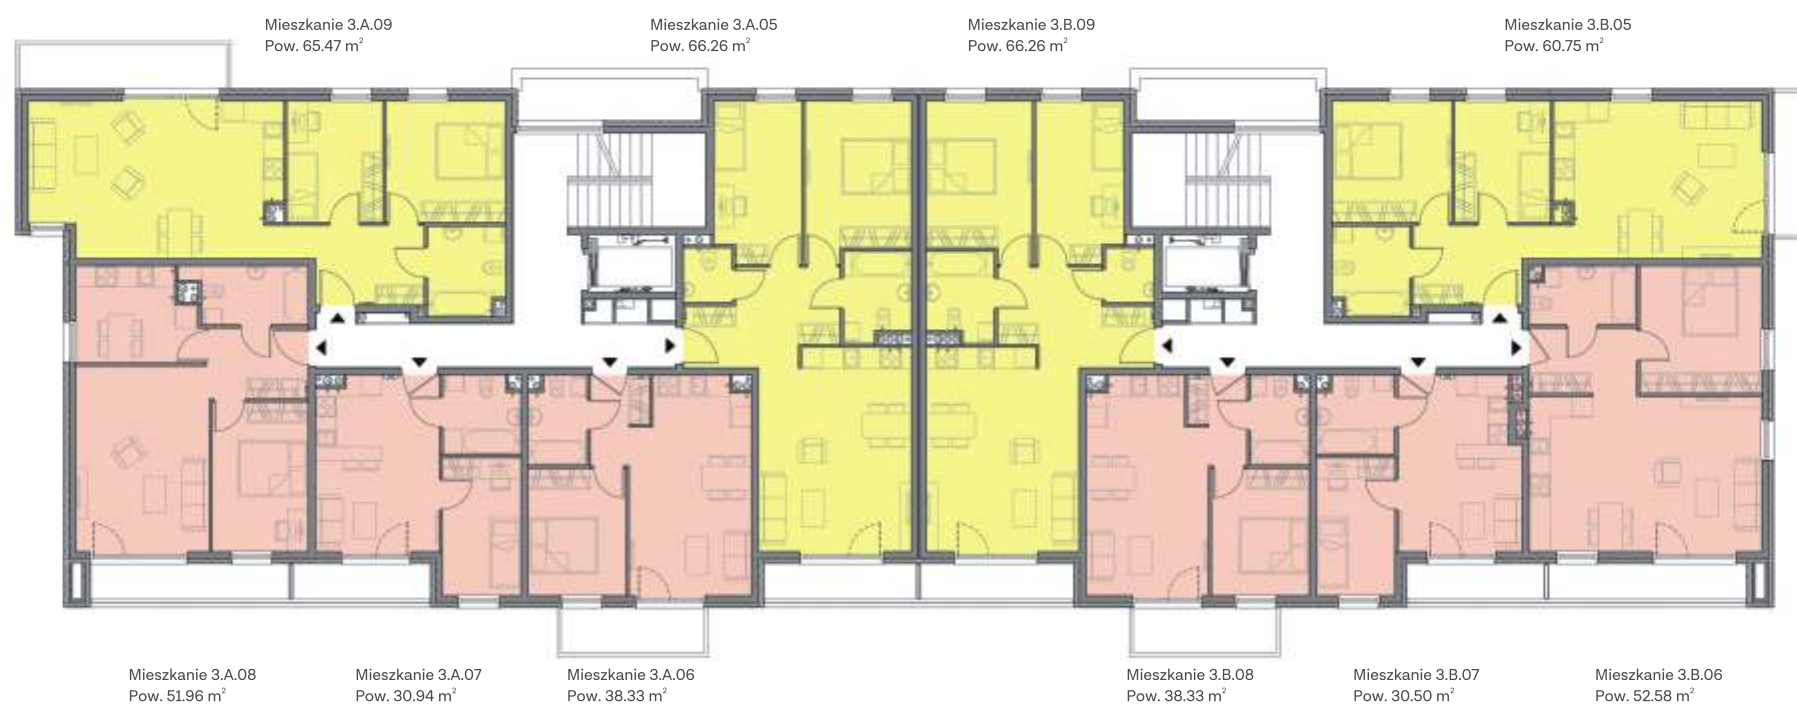 Mieszkanie 3.A.09
Pow. 65.47 m²
Mieszkanie 3.A.05
Pow. 66.26 m²
Mieszkanie 3.B.09
Pow. 66.26 m²
Mieszkanie 3.B.05
Pow. 60.75 m²
Mieszkanie 3.A.08
Pow. 51.96 m²
Mieszkanie 3.A.07
Pow. 30.94 m²
Mieszkanie 3.A.06
Pow. 38.33 m²
Mieszkanie 3.B.08
Pow. 38.33 m²
Mieszkanie 3.B.07
Pow. 30.50 m²
Mieszkanie 3.B.06
Pow. 52.58 m²